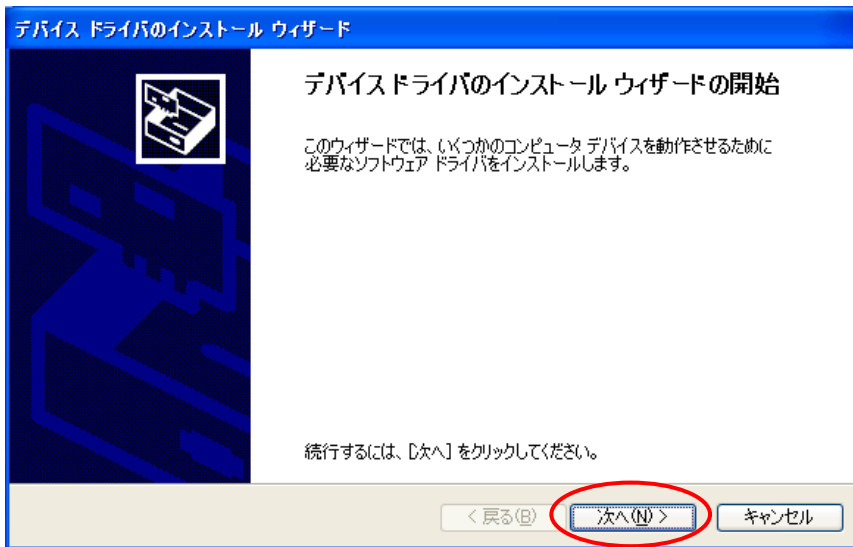 デバイス ドライバのインストール ウィザード
デバイス ドライバのインストール ウィザードの開始
このウィザードでは、いくつかのコンピュータ デバイスを動作させるために
必要なソフトウェア ドライバをインストールします。
続行するには、[次へ] をクリックしてください。
< 戻る(B) 次へ(N) > キャンセル